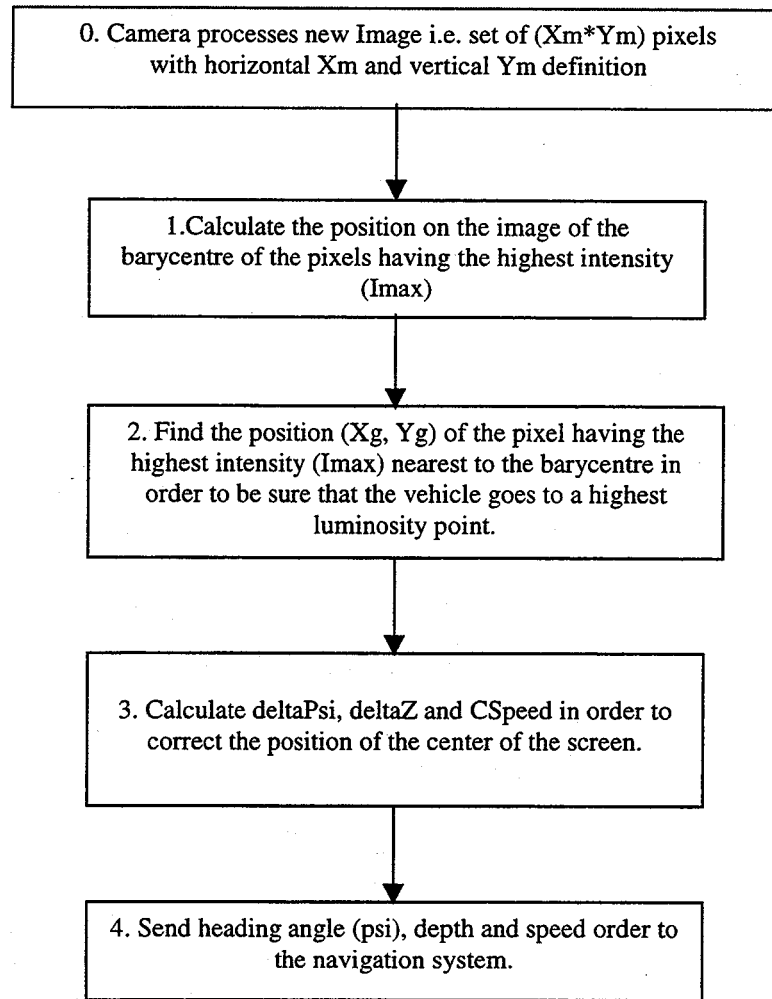 0. Camera processes new Image i.e. set of (Xm*Ym) pixels
with horizontal Xm and vertical Ym definition
1.Calculate the position on the image of the
barycentre of the pixels having the highest intensity
(Imax)
2. Find the position (Xg, Yg) of the pixel having the
highest intensity (Imax) nearest to the barycentre in
order to be sure that the vehicle goes to a highest
luminosity point.
3. Calculate deltaPsi, deltaZ and CSpeed in order to
correct the position of the center of the screen.
4. Send heading angle (psi), depth and speed order to
the navigation system.